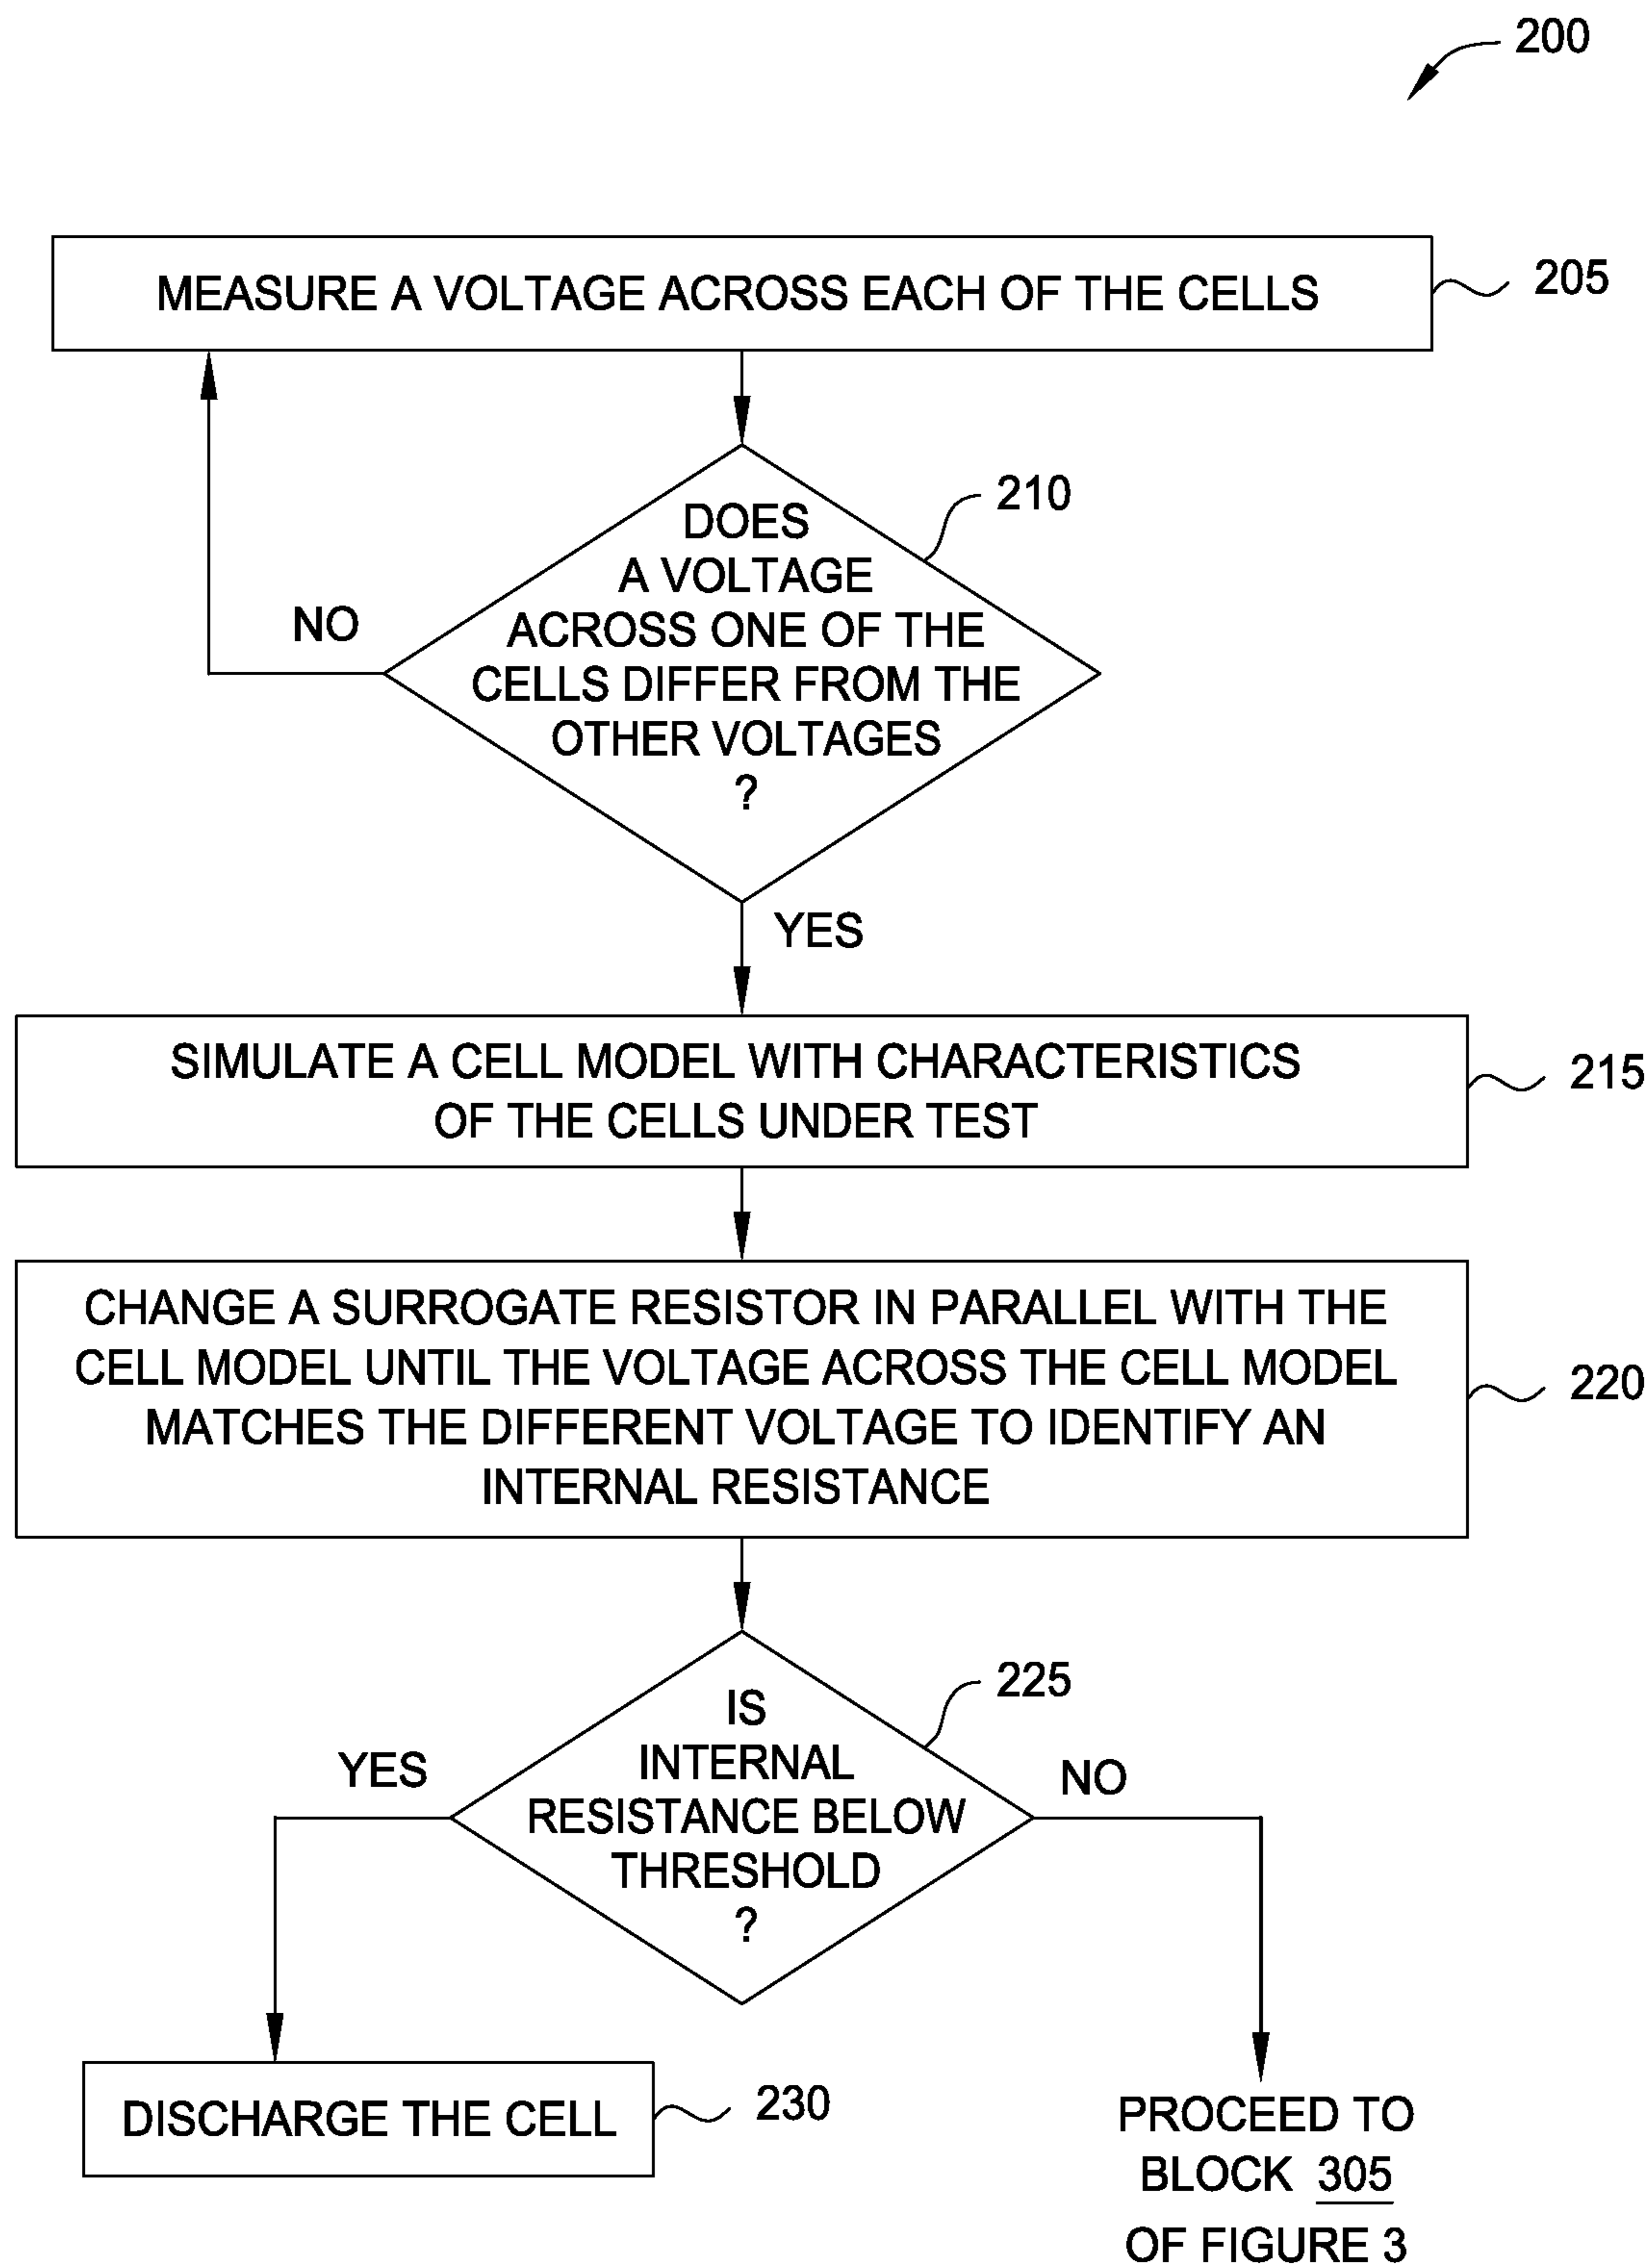 200
MEASURE A VOLTAGE ACROSS EACH OF THE CELLS
205
DOES
A VOLTAGE
ACROSS ONE OF THE
CELLS DIFFER FROM THE
OTHER VOLTAGES
?
210
NO
YES
SIMULATE A CELL MODEL WITH CHARACTERISTICS
OF THE CELLS UNDER TEST
215
CHANGE A SURROGATE RESISTOR IN PARALLEL WITH THE
CELL MODEL UNTIL THE VOLTAGE ACROSS THE CELL MODEL
MATCHES THE DIFFERENT VOLTAGE TO IDENTIFY AN
INTERNAL RESISTANCE
220
IS
INTERNAL
RESISTANCE BELOW
THRESHOLD
?
225
YES
NO
DISCHARGE THE CELL
230
PROCEED TO
BLOCK 305
OF FIGURE 3